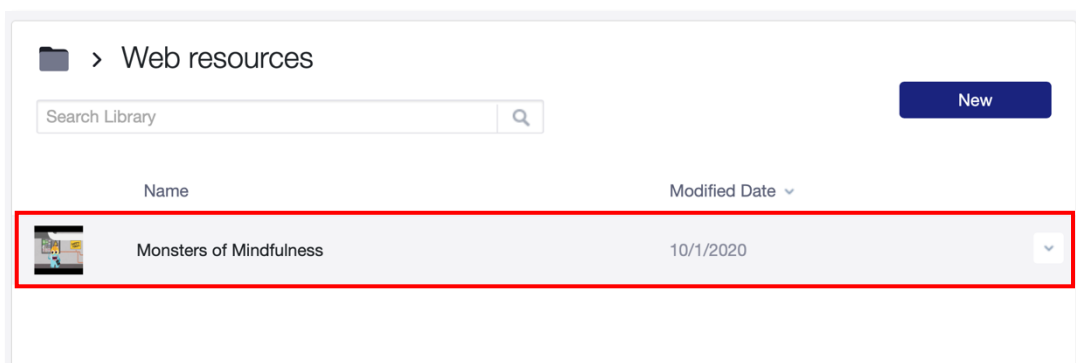 > Web resources
New
Search Library
Name Modified Date
Monsters of Mindfulness 10/1/2020